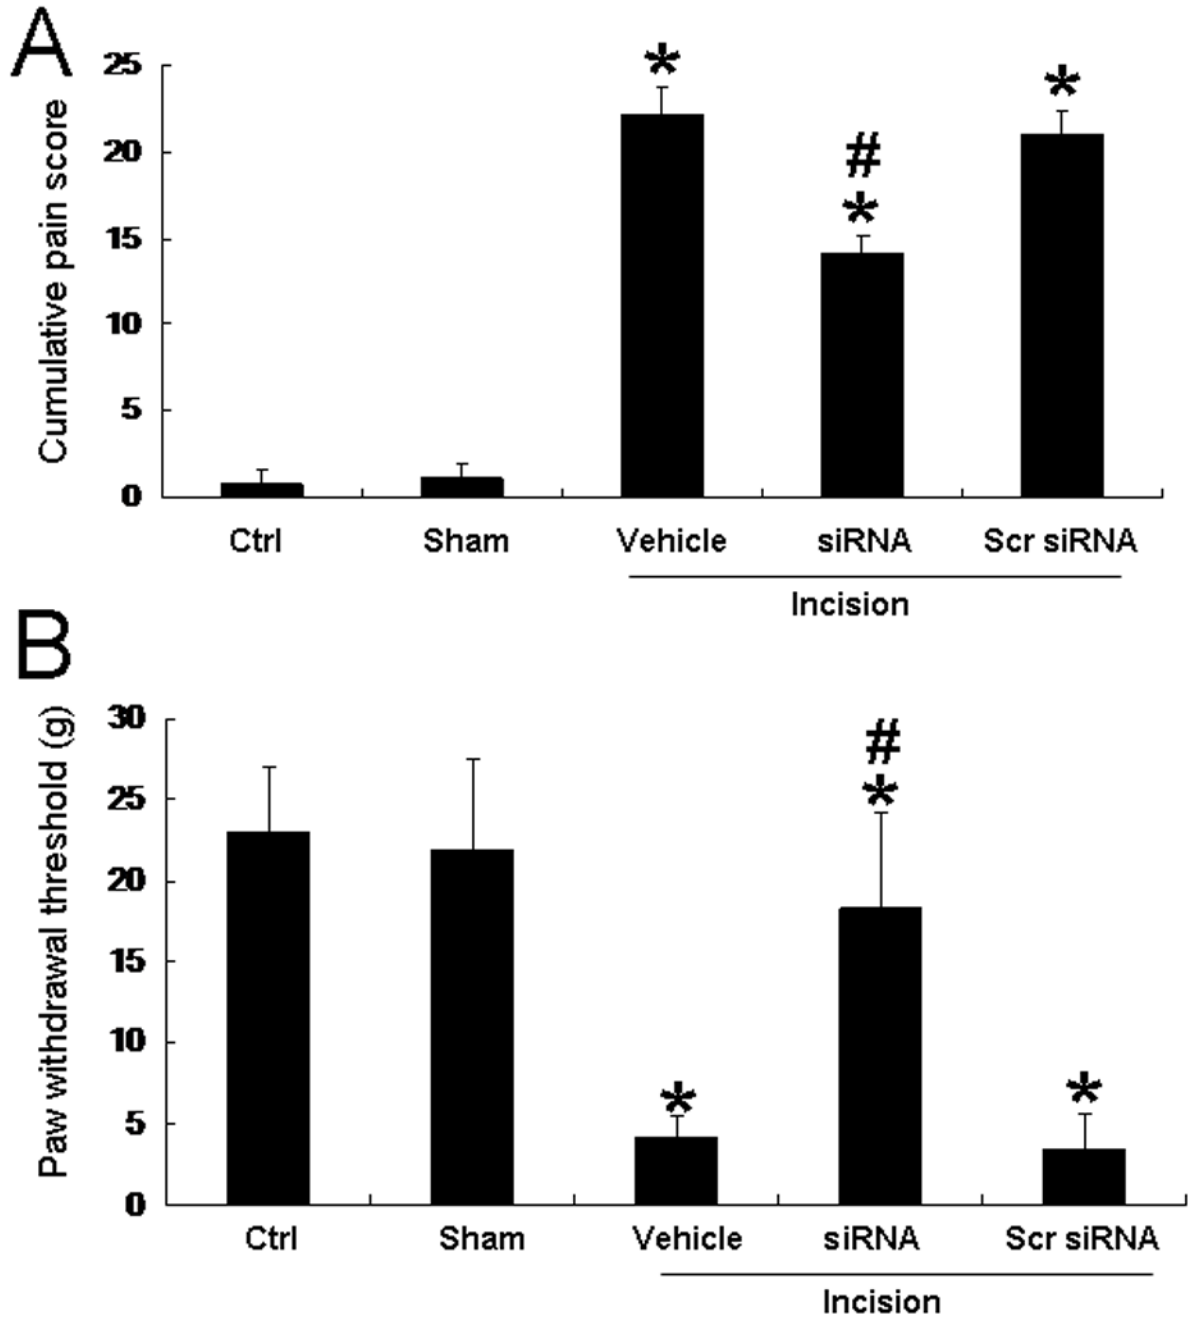 A
Cumulative pain score
25
20
15
10
5
0
*
#
*
*
Ctrl Sham Vehicle siRNA Scr siRNA
Incision
B
Paw withdrawal threshold (g)
30
25
20
15
10
5
0
#
*
*
*
Ctrl Sham Vehicle siRNA Scr siRNA
Incision